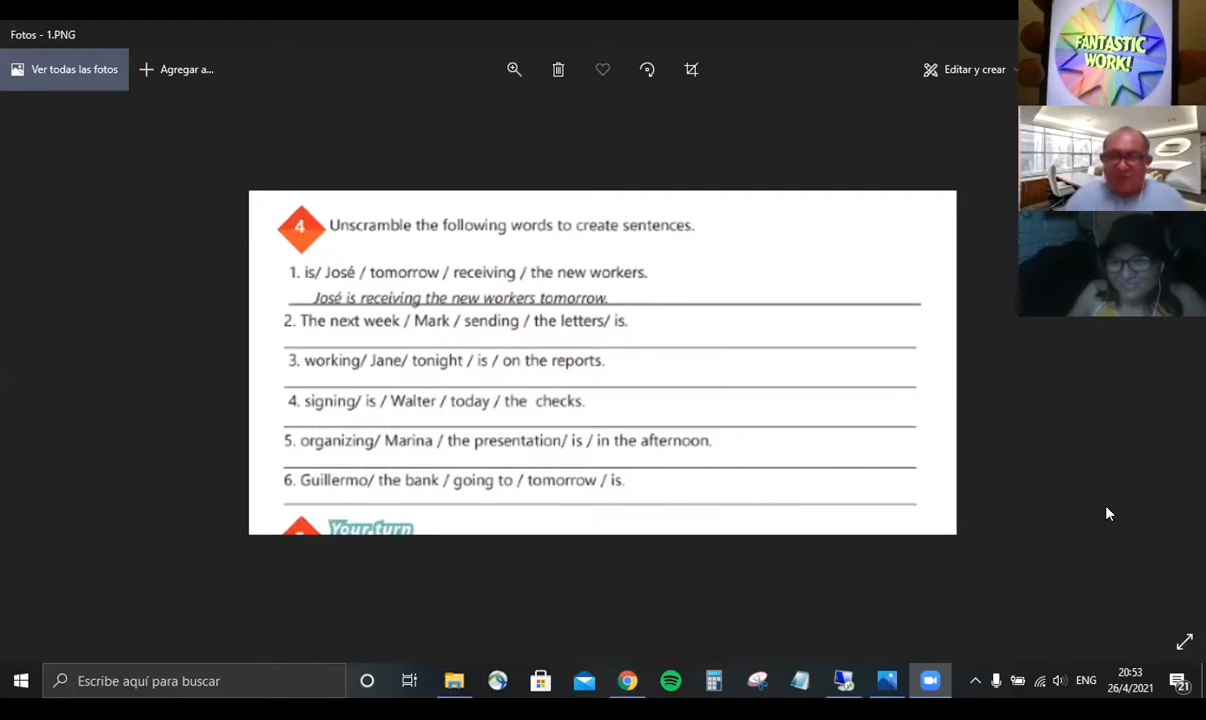 Fotos - 1.PNG
Ver todas las fotos
Agregar a...
Editar y crear
FANTASTIC
WORK!
4 Unscramble the following words to create sentences.
1. is/ José / tomorrow / receiving / the new workers.
José is receiving the new workers tomorrow.
2. The next week / Mark / sending / the letters/ is.
3. working/ Jane/ tonight / is / on the reports.
4. signing/ is / Walter / today / the checks.
5. organizing/ Marina / the presentation/ is / in the afternoon.
6. Guillermo/ the bank / going to / tomorrow / is.
Your turn
Escribe aquí para buscar
ENG
20:53
26/4/2021
21